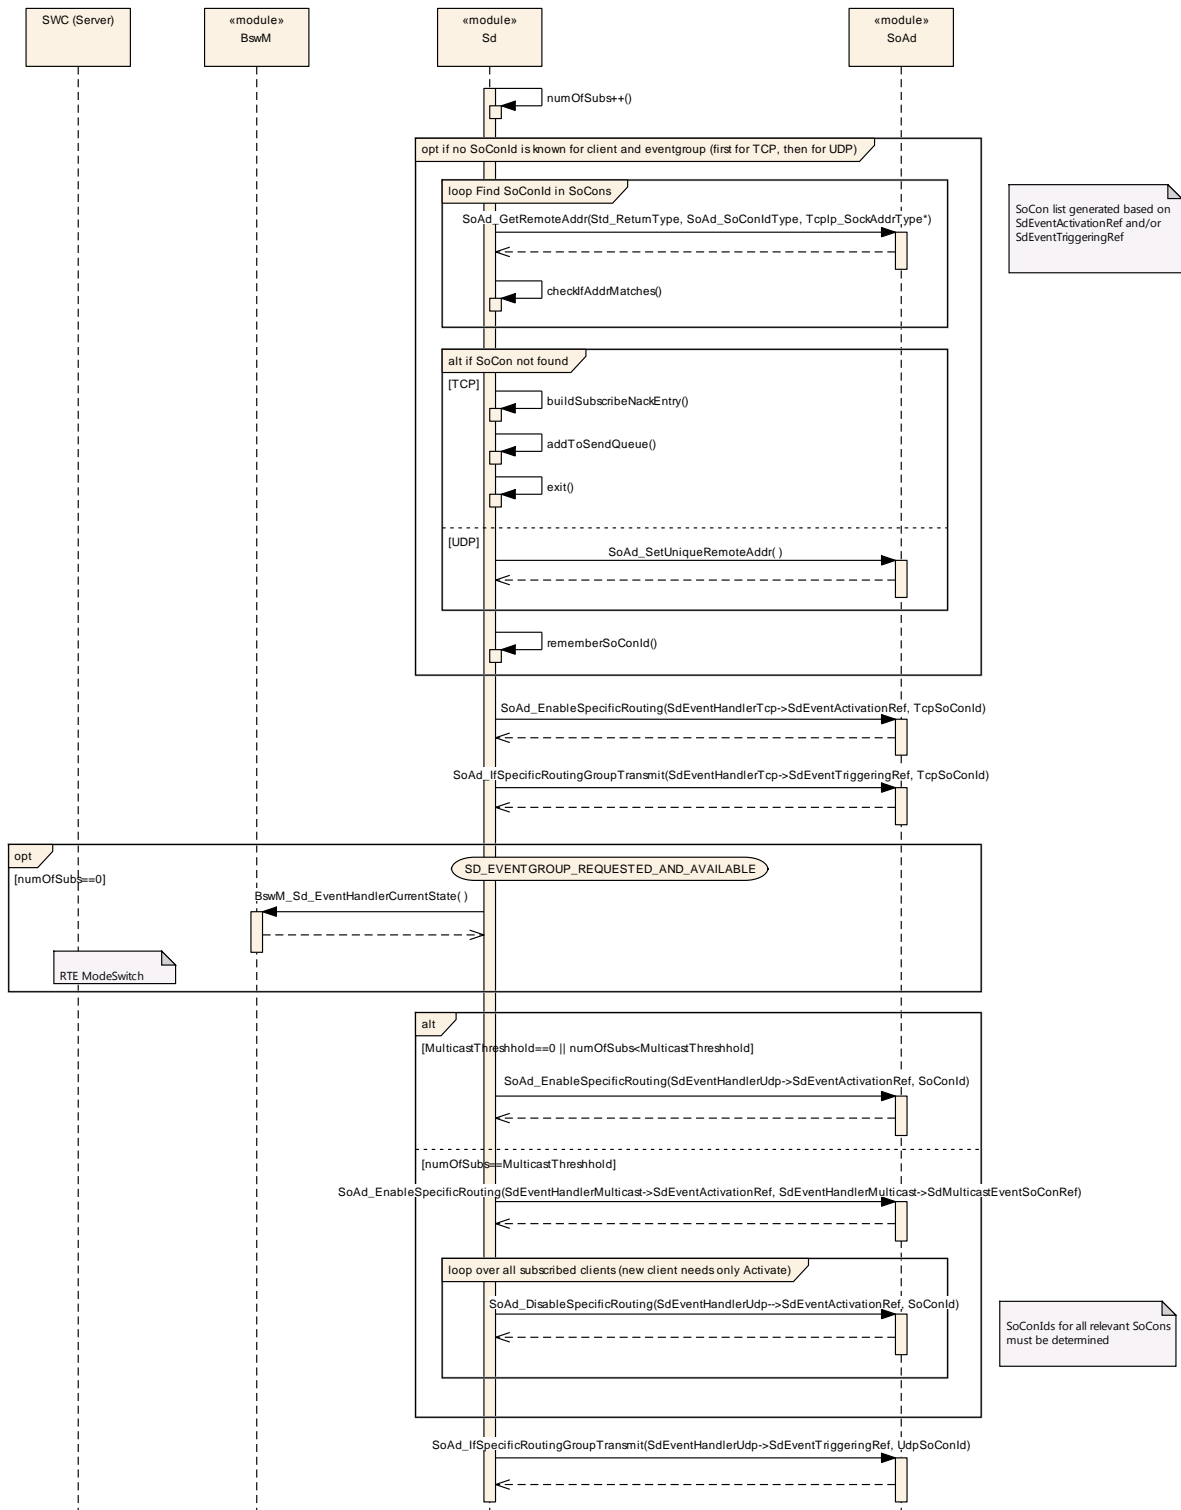 SWC (Server)
«module»
BswM
«module»
Sd
«module»
SoAd
numOfSubs++()
opt if no SoConId is known for client and eventgroup (first for TCP, then for UDP)
loop Find SoConId in SoCons
SoAd_GetRemoteAddr(Std_ReturnType, SoAd_SoConIdType, TcpIp_SockAddrType*)
SoCon list generated based on
SdEventActivationRef and/or
SdEventTriggeringRef
checkIfAddrMatches()
alt if SoCon not found
[TCP]
buildSubscribeNackEntry()
addToSendQueue()
exit()
[UDP]
SoAd_SetUniqueRemoteAddr( )
rememberSoConId()
SoAd_EnableSpecificRouting(SdEventHandlerTcp->SdEventActivationRef, TcpSoConId)
SoAd_IfSpecificRoutingGroupTransmit(SdEventHandlerTcp->SdEventTriggeringRef, TcpSoConId)
opt
[numOfSubs==0]
SD_EVENTGROUP_REQUESTED_AND_AVAILABLE
BswM_Sd_EventHandlerCurrentState( )
RTE ModeSwitch
alt
[MulticastThreshhold==0 || numOfSubs<MulticastThreshhold]
SoAd_EnableSpecificRouting(SdEventHandlerUdp->SdEventActivationRef, SoConId)
[numOfSubs==MulticastThreshhold]
SoAd_EnableSpecificRouting(SdEventHandlerMulticast->SdEventActivationRef, SdEventHandlerMulticast->SdMulticastEventSoConRef)
loop over all subscribed clients (new client needs only Activate)
SoAd_DisableSpecificRouting(SdEventHandlerUdp-->SdEventActivationRef, SoConId)
SoConIds for all relevant SoCons
must be determined
SoAd_IfSpecificRoutingGroupTransmit(SdEventHandlerUdp->SdEventTriggeringRef, UdpSoConId)